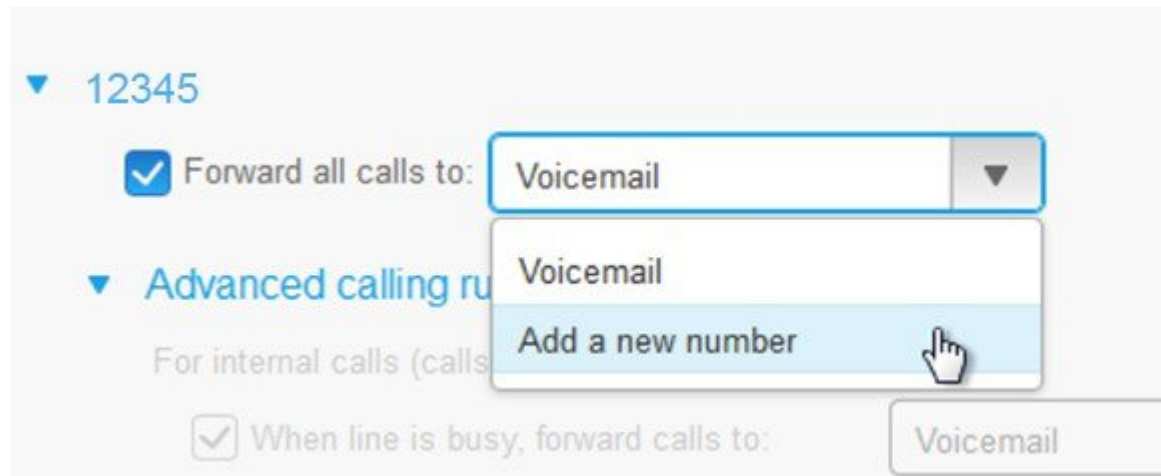 12345
Forward all calls to: Voicemail
Voicemail
Advanced calling ru
Add a new number
For internal calls (calls
When line is busy, forward calls to: Voicemail